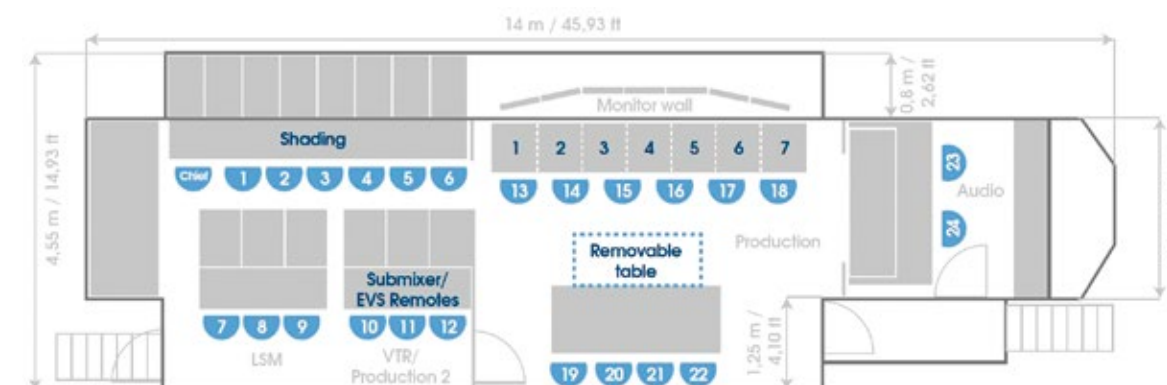 14 m / 45,93 ft
0,8 m /
2,62 ft
Monitor wall
4,55 m / 14,93 ft
Shading
1 2 3 4 5 6 7
Chief 1 2 3 4 5 6
13 14 15 16 17 18
23
Audio
24
Production
Removable
table
Submixer/
EVS Remotes
7 8 9 10 11 12
LSM
VTR/
Production 2
1,25 m /
4,10 ft
19 20 21 22